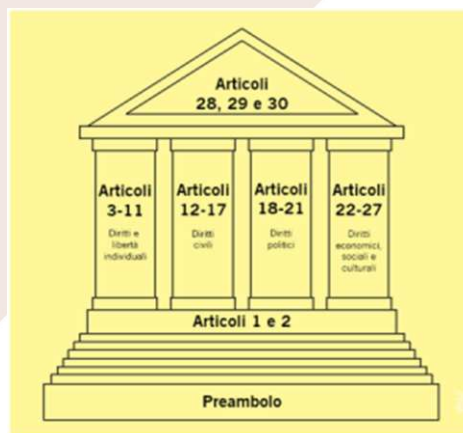 Articoli
28, 29 e 30
Articoli
3-11
Diritti e
libertà
individuali
Articoli
12-17
Diritti
civili
Articoli
18-21
Diritti
politici
Articoli
22-27
Diritti
economici,
sociali e
culturali
Articoli 1 e 2
Preambolo